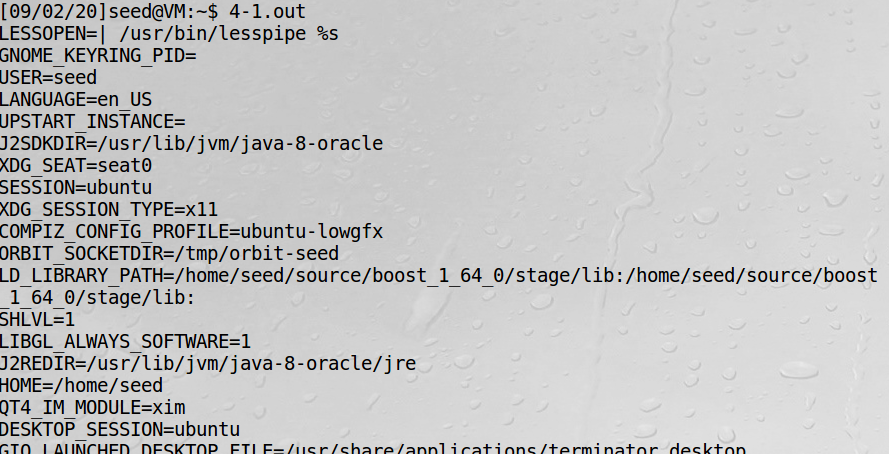 [09/02/20]seed@VM:~$ 4-1.out
LESSOPEN=| /usr/bin/lesspipe %s
GNOME_KEYRING_PID=
USER=seed
LANGUAGE=en_US
UPSTART_INSTANCE=
J2SDKDIR=/usr/lib/jvm/java-8-oracle
XDG_SEAT=seat0
SESSION=ubuntu
XDG_SESSION_TYPE=x11
COMPIZ_CONFIG_PROFILE=ubuntu-lowgfx
ORBIT_SOCKETDIR=/tmp/orbit-seed
LD_LIBRARY_PATH=/home/seed/source/boost_1_64_0/stage/lib:/home/seed/source/boost
_1_64_0/stage/lib:
SHLVL=1
LIBGL_ALWAYS_SOFTWARE=1
J2REDIR=/usr/lib/jvm/java-8-oracle/jre
HOME=/home/seed
QT4_IM_MODULE=xim
DESKTOP_SESSION=ubuntu
GIO_LAUNCHED_DESKTOP_FILE=/usr/share/applications/terminator.desktop